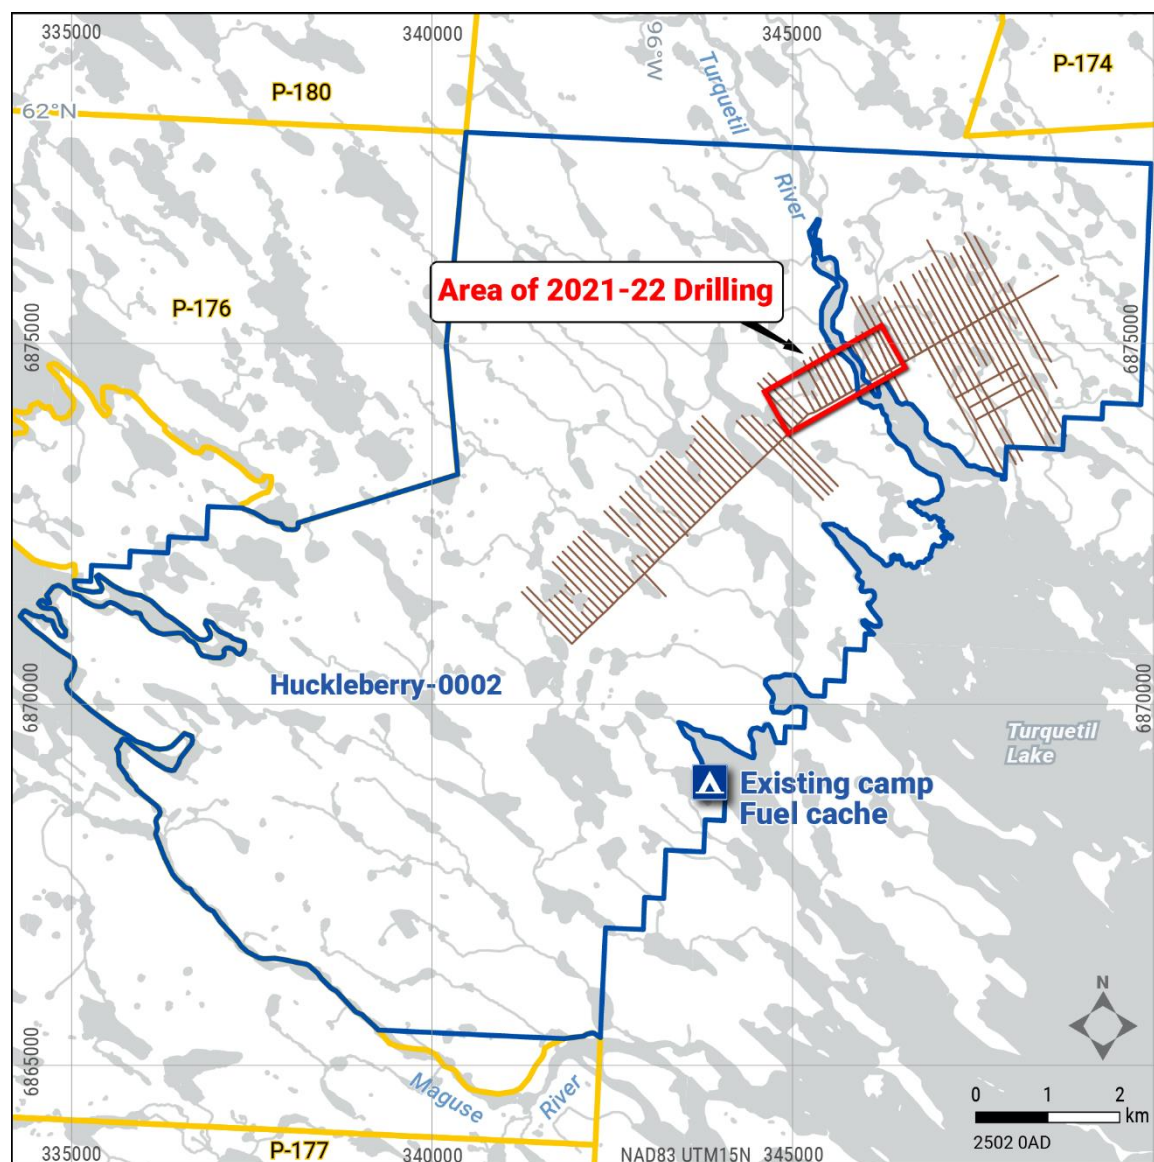 335000
340000
96°W
345000
Turquetil
P-174
P-180
62°N
River
Area of 2021-22 Drilling
P-176
6875000
6875000
Huckleberry-0002
6870000
6870000
Turquetil
Lake
Existing camp
Fuel cache
N
6865000
Maguse
River
0 1 2
km
2502 0AD
335000
P-177
340000
NAD83 UTM15N
345000